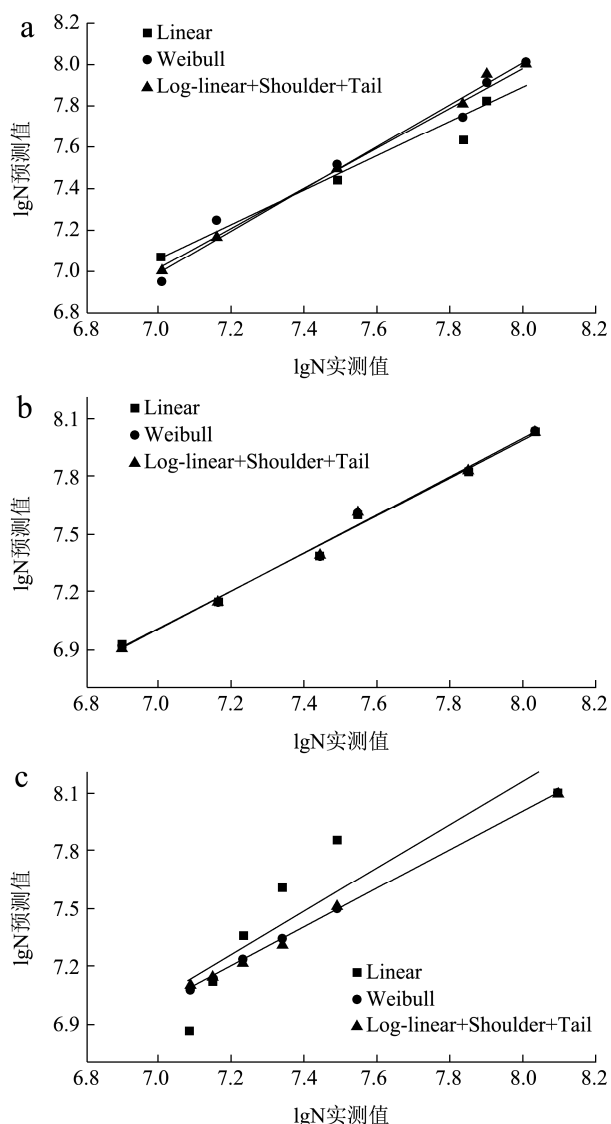 a
Linear
Weibull
Log-linear+Shoulder+Tail
8.2
8.0
7.8
7.6
7.4
7.2
7.0
6.8
lgN预测值
6.8 7.0 7.2 7.4 7.6 7.8 8.0 8.2
lgN实测值
b
Linear
Weibull
Log-linear+Shoulder+Tail
8.1
7.8
7.5
7.2
6.9
lgN预测值
6.8 7.0 7.2 7.4 7.6 7.8 8.0 8.2
lgN实测值
c
8.1
7.8
7.5
7.2
6.9
lgN预测值
Linear
Weibull
Log-linear+Shoulder+Tail
6.8 7.0 7.2 7.4 7.6 7.8 8.0 8.2
lgN实测值